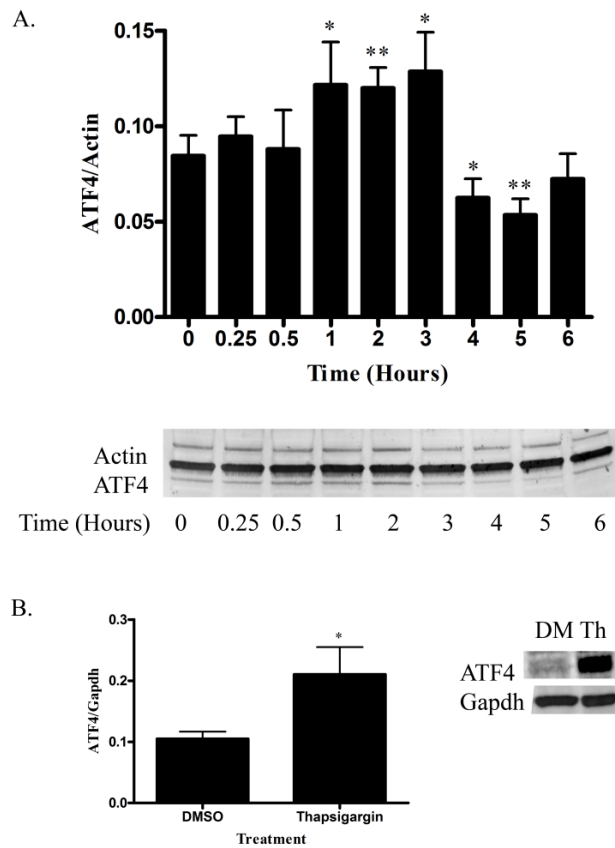 A.
0.15
0.10
0.05
0.00
ATF4/Actin
* ** * * **
0 0.25 0.5 1 2 3 4 5 6
Time (Hours)
Actin
ATF4
Time (Hours) 0 0.25 0.5 1 2 3 4 5 6
B.
0.3
0.2
0.1
0.0
ATF4/Gapdh
*
DMSO Thapsigargin
Treatment
DM Th
ATF4
Gapdh